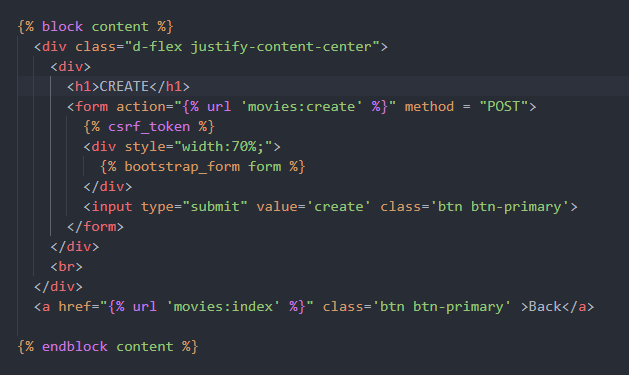 {% block content %}
<div class="d-flex justify-content-center">
<div>
<h1>CREATE</h1>
<form action="{% url 'movies:create' %}" method = "POST">
{% csrf_token %}
<div style="width:70%;">
{% bootstrap_form form %}
</div>
<input type="submit" value='create' class='btn btn-primary'>
</form>
</div>
<br>
</div>
<a href="{% url 'movies:index' %}" class='btn btn-primary' >Back</a>
{% endblock content %}